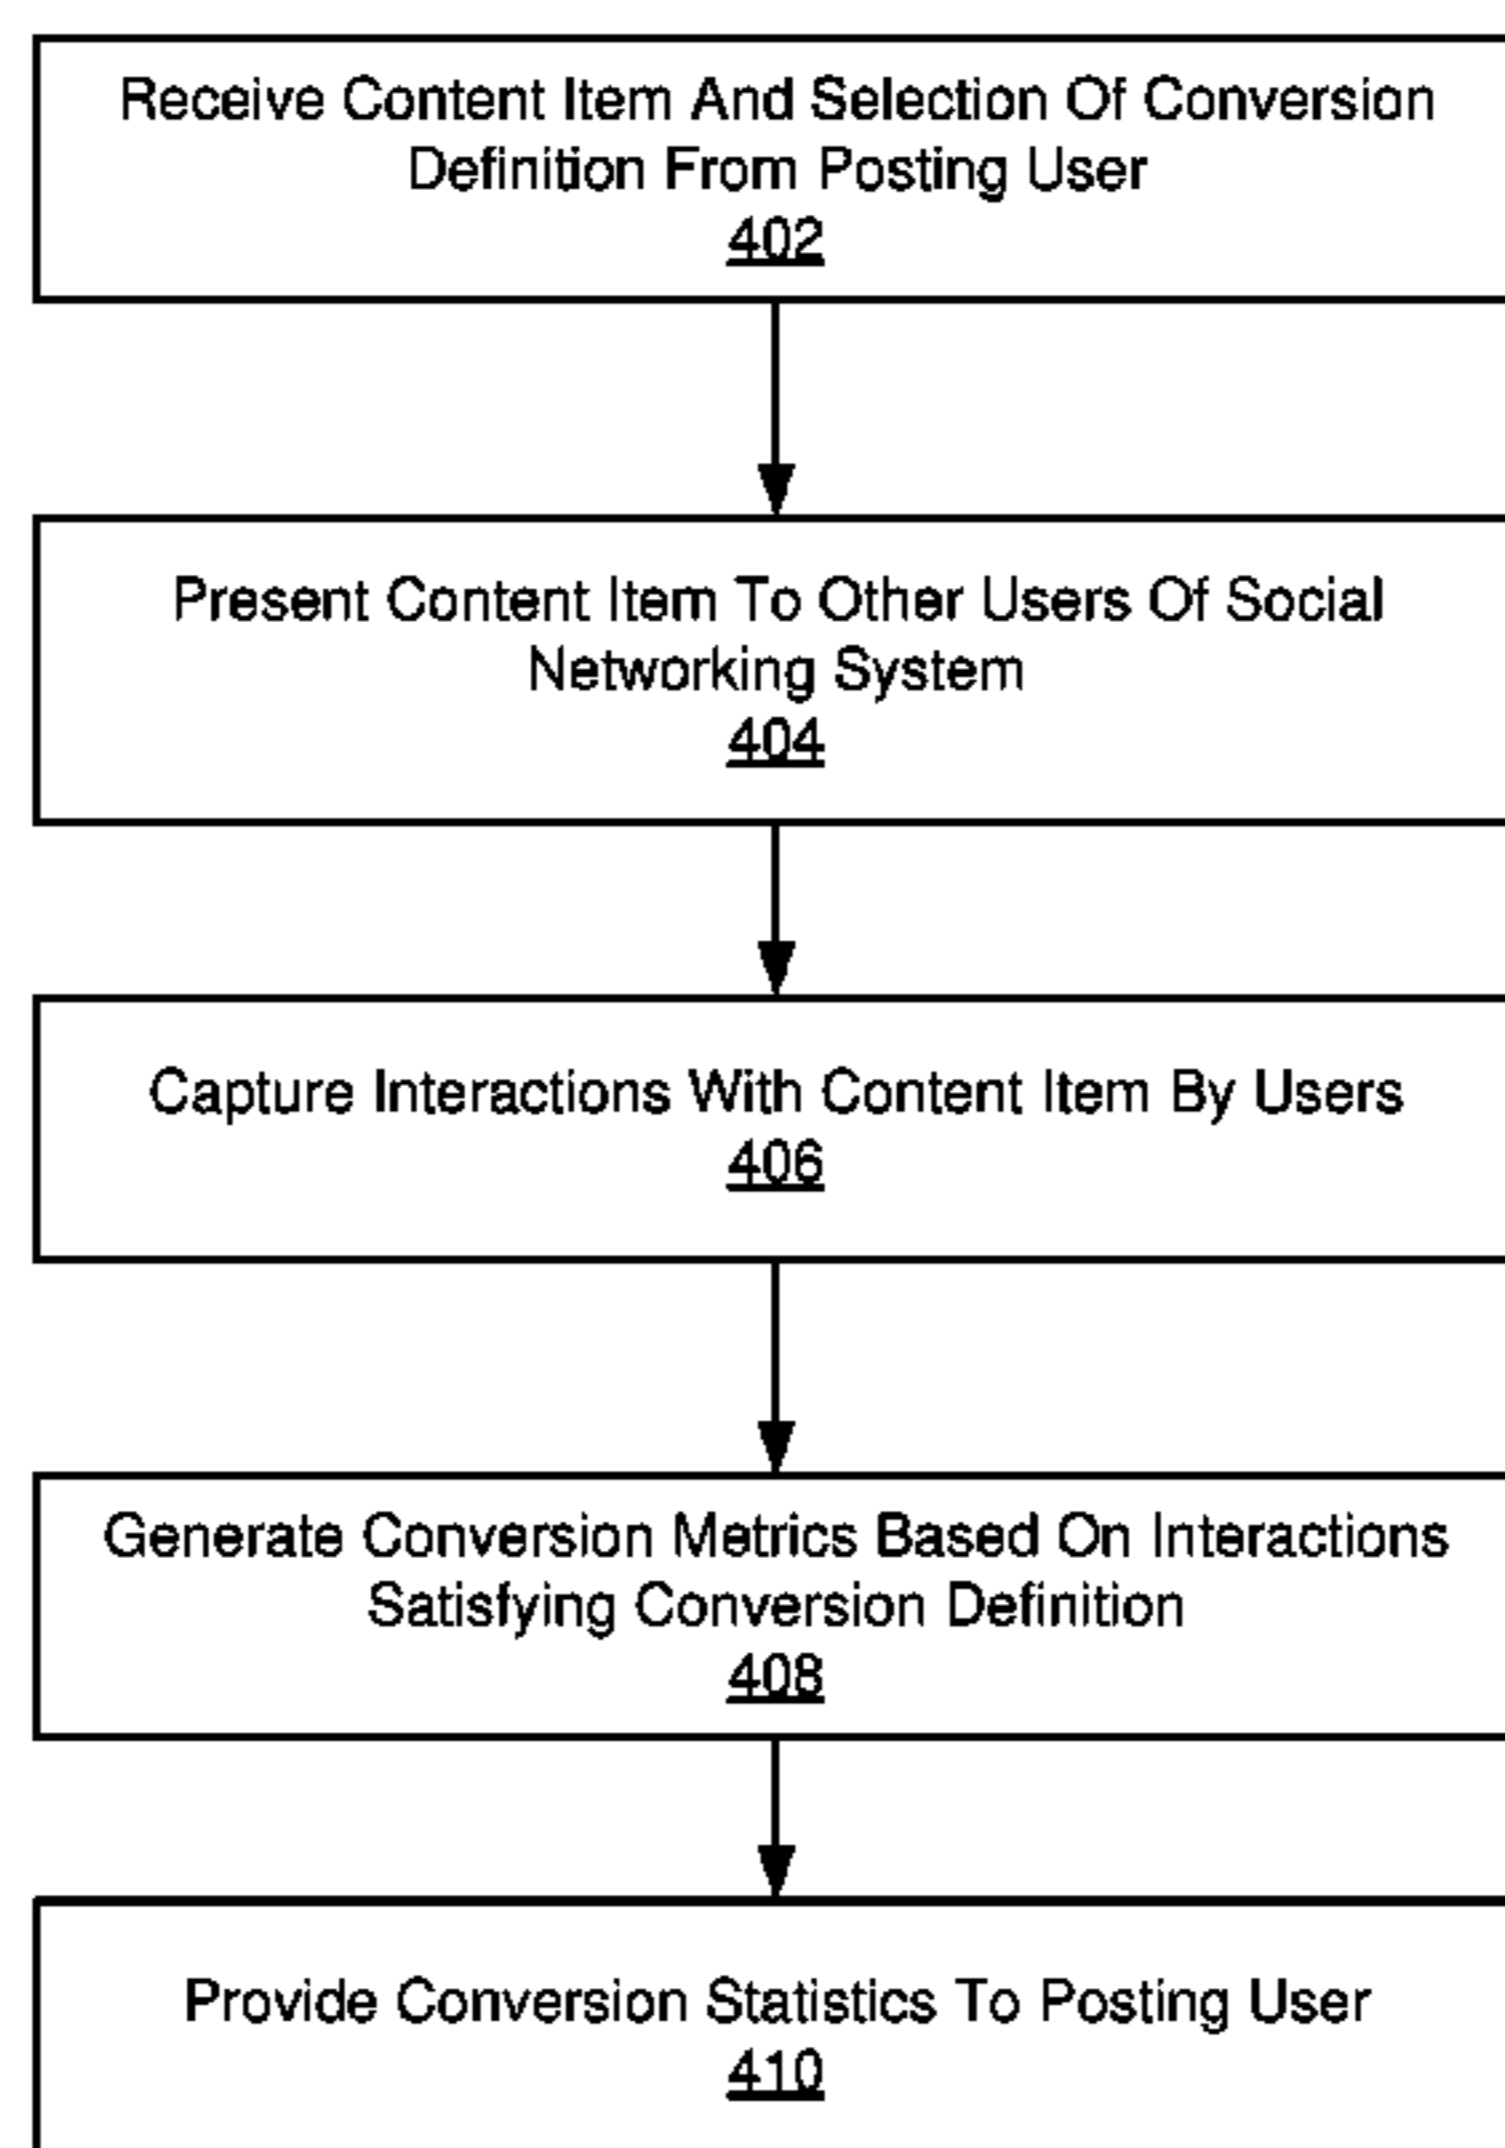 Receive Content Item And Selection Of Conversion
Definition From Posting User
402
Present Content Item To Other Users Of Social
Networking System
404
Capture Interactions With Content Item By Users
406
Generate Conversion Metrics Based On Interactions
Satisfying Conversion Definition
408
Provide Conversion Statistics To Posting User
410